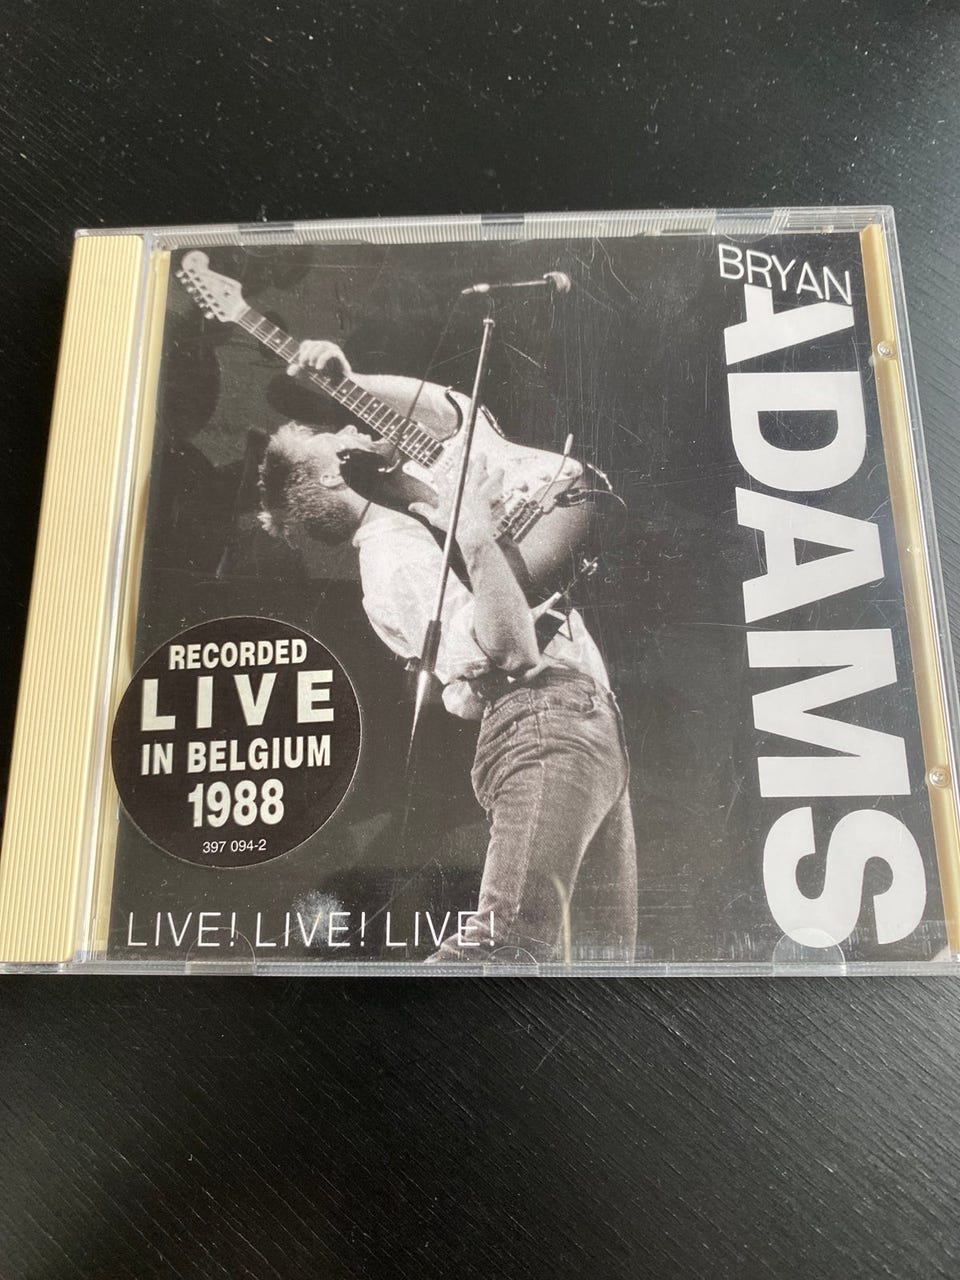 BRYAN
ADAMS
RECORDED
LIVE
IN BELGIUM
1988
397 094-2
LIVE! LIVE! LIVE!